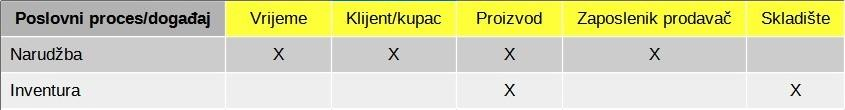 Poslovni proces/događaj Vrijeme Klijent/kupac Proizvod Zaposlenik prodavač Skladište
Narudžba X X X X
Inventura X X